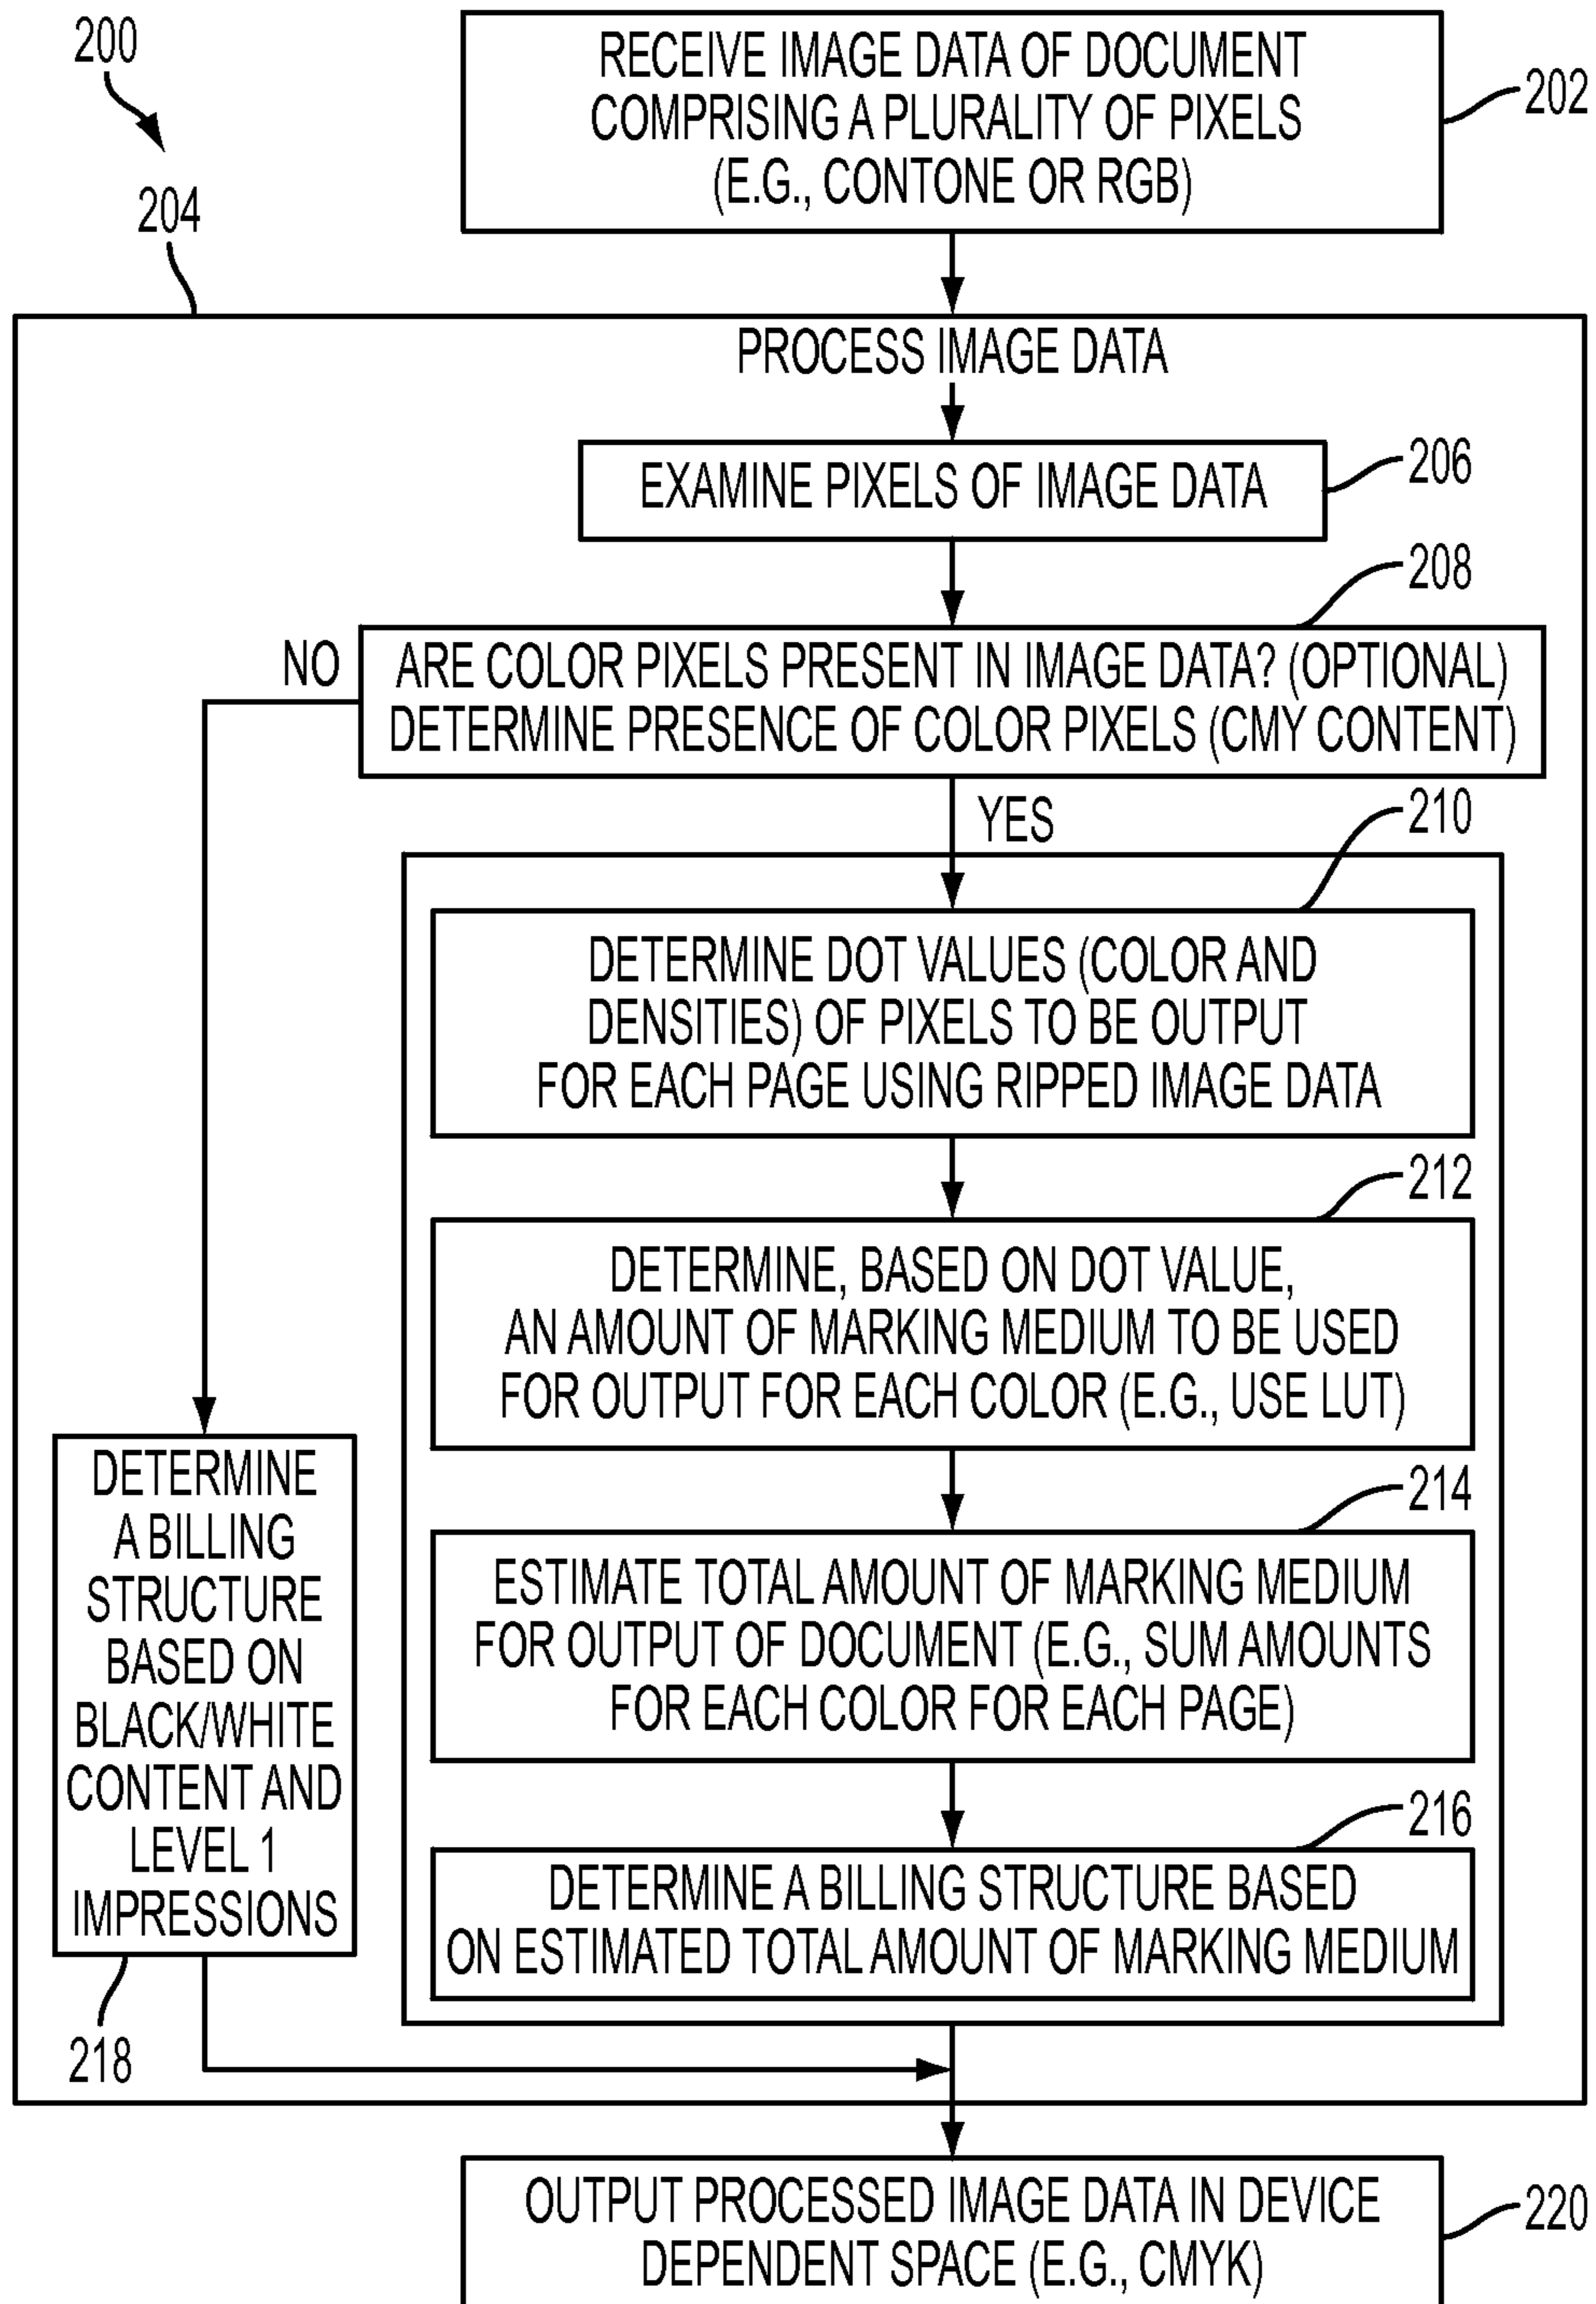 200
RECEIVE IMAGE DATA OF DOCUMENT
COMPRISING A PLURALITY OF PIXELS
(E.G., CONTONE OR RGB)
202
204
PROCESS IMAGE DATA
EXAMINE PIXELS OF IMAGE DATA
206
208
NO
ARE COLOR PIXELS PRESENT IN IMAGE DATA? (OPTIONAL)
DETERMINE PRESENCE OF COLOR PIXELS (CMY CONTENT)
YES
210
DETERMINE DOT VALUES (COLOR AND
DENSITIES) OF PIXELS TO BE OUTPUT
FOR EACH PAGE USING RIPPED IMAGE DATA
212
DETERMINE, BASED ON DOT VALUE,
AN AMOUNT OF MARKING MEDIUM TO BE USED
FOR OUTPUT FOR EACH COLOR (E.G., USE LUT)
214
ESTIMATE TOTAL AMOUNT OF MARKING MEDIUM
FOR OUTPUT OF DOCUMENT (E.G., SUM AMOUNTS
FOR EACH COLOR FOR EACH PAGE)
216
DETERMINE A BILLING STRUCTURE BASED
ON ESTIMATED TOTAL AMOUNT OF MARKING MEDIUM
DETERMINE
A BILLING
STRUCTURE
BASED ON
BLACK/WHITE
CONTENT AND
LEVEL 1
IMPRESSIONS
218
OUTPUT PROCESSED IMAGE DATA IN DEVICE
DEPENDENT SPACE (E.G., CMYK)
220